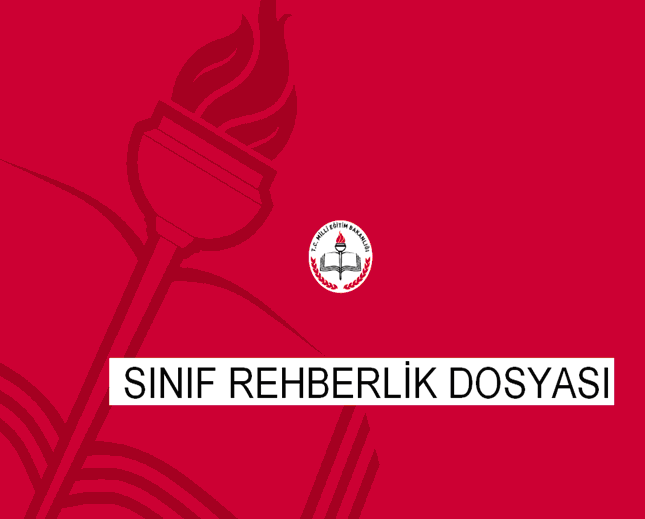 T.C. MİLLİ EĞİTİM BAKANLIĞI
SINIF REHBERLİK DOSYASI